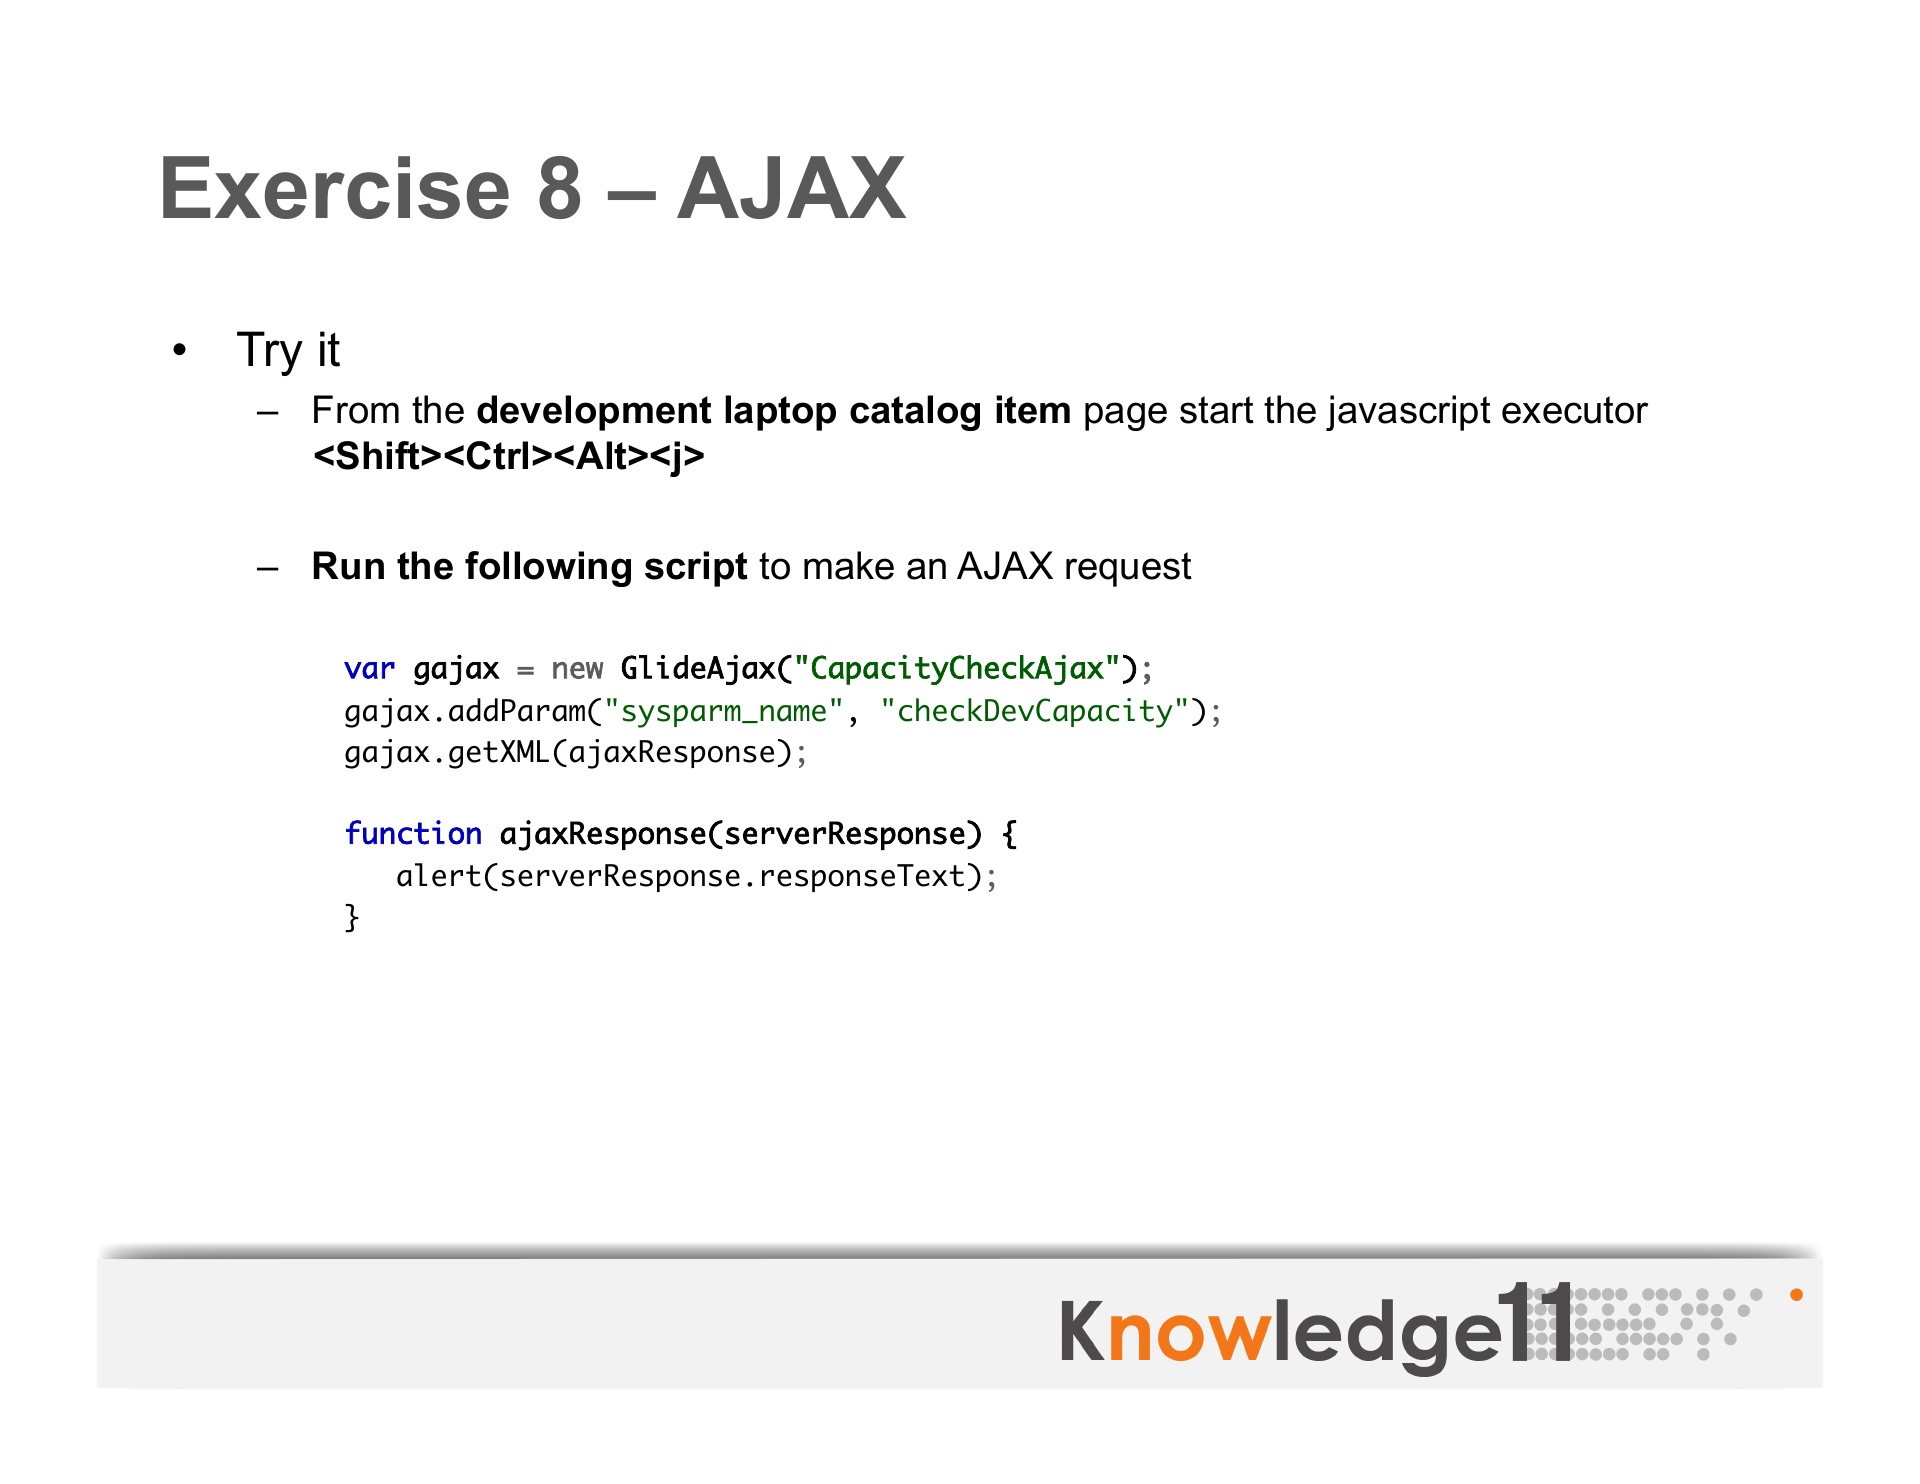 Exercise 8 – AJAX
• Try it
– From the development laptop catalog item page start the javascript executor
<Shift><Ctrl><Alt><j>
– Run the following script to make an AJAX request
var gajax = new GlideAjax("CapacityCheckAjax");
gajax.addParam("sysparm_name", "checkDevCapacity");
gajax.getXML(ajaxResponse);
function ajaxResponse(serverResponse) {
   alert(serverResponse.responseText);
}
Knowledge11